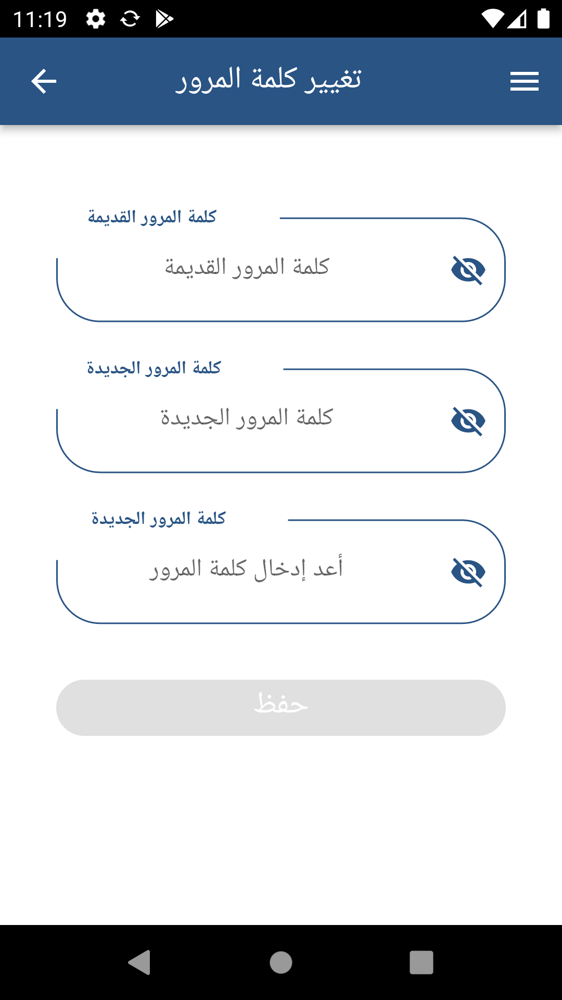 11:19
تغيير كلمة المرور
كلمة المرور القديمة
كلمة المرور القديمة
كلمة المرور الجديدة
كلمة المرور الجديدة
كلمة المرور الجديدة
أعد إدخال كلمة المرور
حفظ